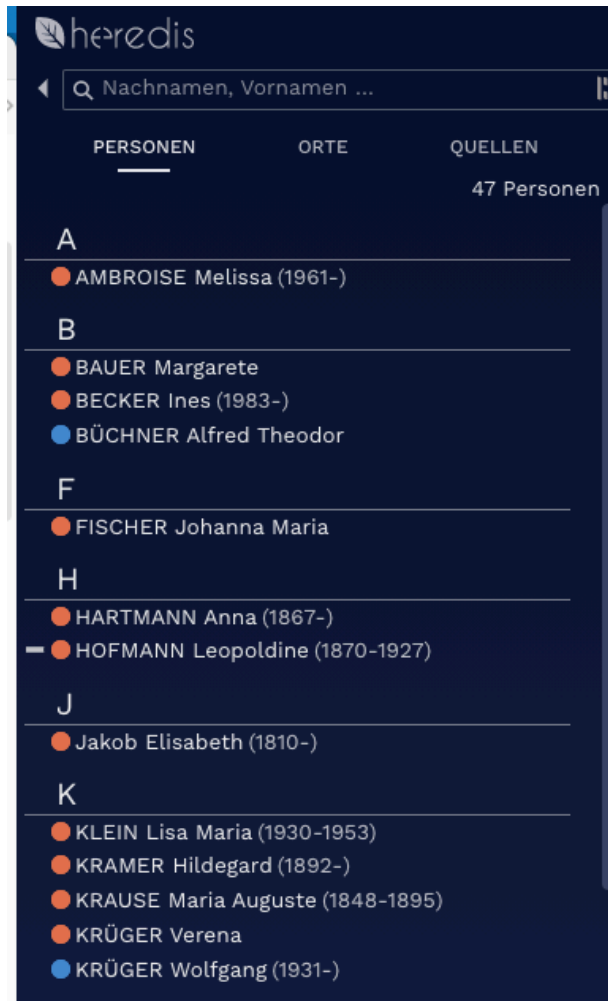 heredis
Nachnamen, Vornamen ...
PERSONEN ORTE QUELLEN
47 Personen
A
AMBROISE Melissa (1961-)
B
BAUER Margarete
BECKER Ines (1983-)
BÜCHNER Alfred Theodor
F
FISCHER Johanna Maria
H
HARTMANN Anna (1867-)
HOFMANN Leopoldine (1870-1927)
J
Jakob Elisabeth (1810-)
K
KLEIN Lisa Maria (1930-1953)
KRAMER Hildegard (1892-)
KRAUSE Maria Auguste (1848-1895)
KRÜGER Verena
KRÜGER Wolfgang (1931-)